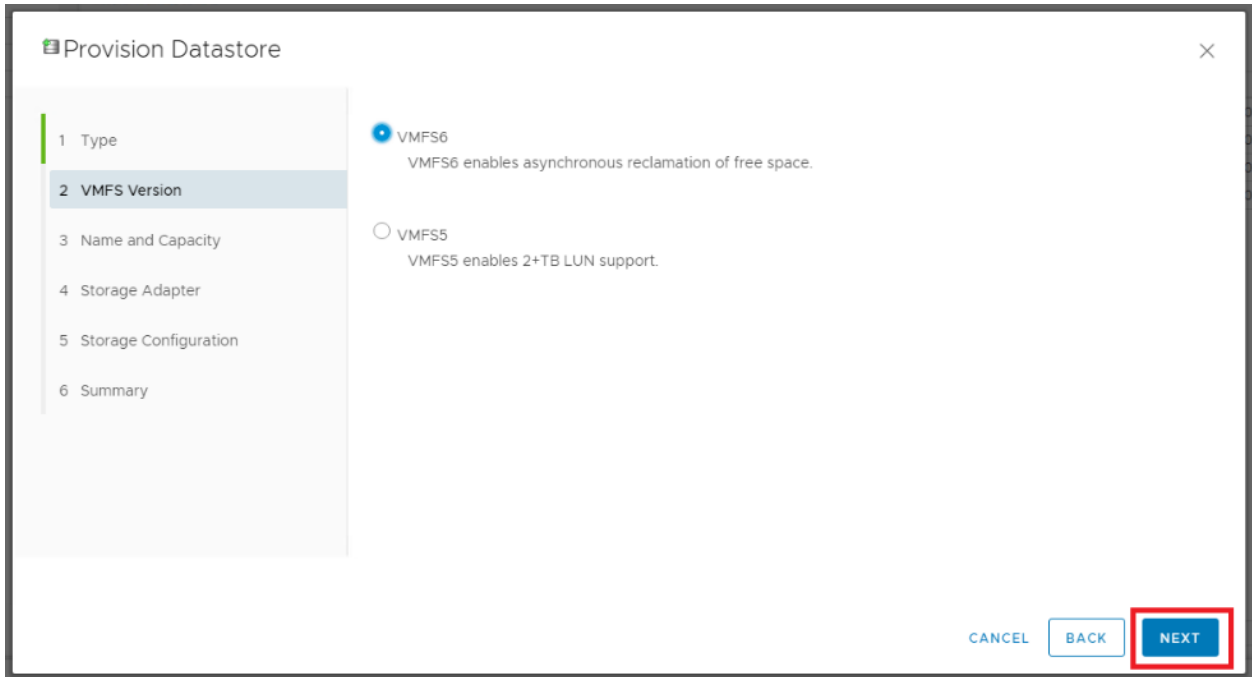 Provision Datastore
1 Type
2 VMFS Version
3 Name and Capacity
4 Storage Adapter
5 Storage Configuration
6 Summary
VMFS6
VMFS6 enables asynchronous reclamation of free space.
VMFS5
VMFS5 enables 2+TB LUN support.
CANCEL BACK NEXT